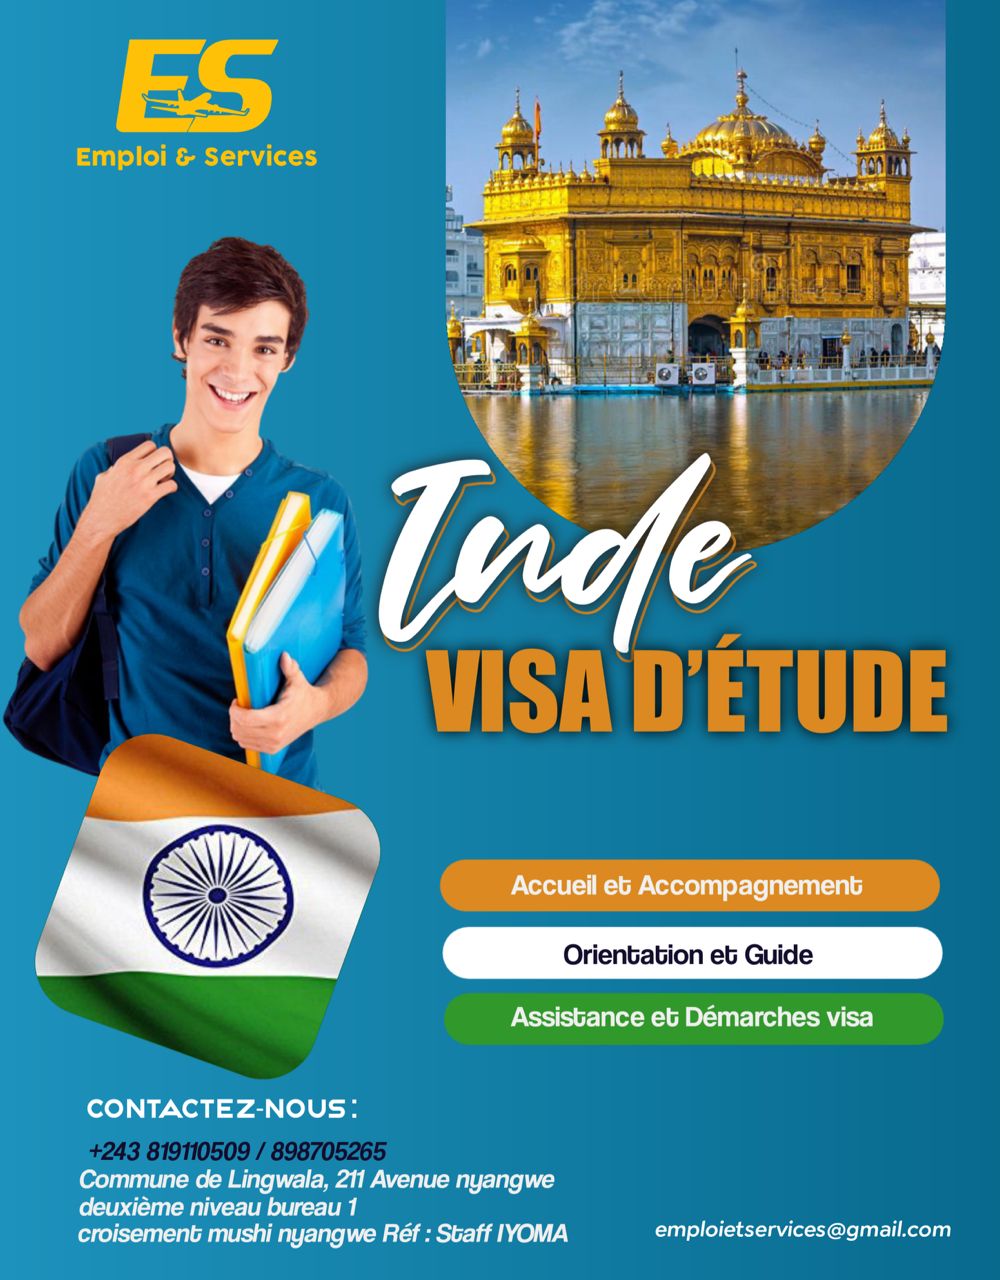 ES
Emploi & Services
Inde
VISA D'ÉTUDE
Accueil et Accompagnement
Orientation et Guide
Assistance et Démarches visa
CONTACTEZ-NOUS:
+243 819110509 / 898705265
Commune de Lingwala, 211 Avenue nyangwe
deuxième niveau bureau 1
croisement mushi nyangwe Réf : Staff IYOMA
emploietservices@gmail.com